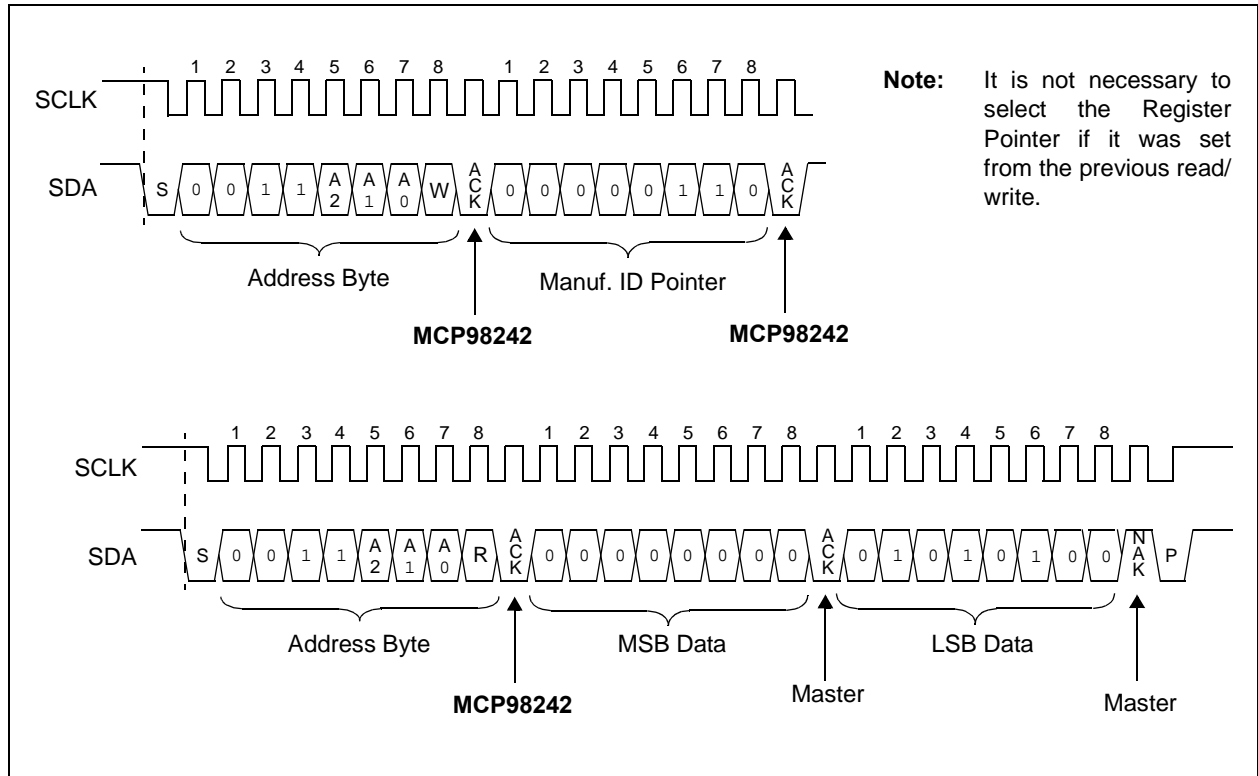 1 2 3 4 5 6 7 8 1 2 3 4 5 6 7 8
SCLK
SDA
S 0 0 1 1 A2 A1 A0 W ACK 0 0 0 0 0 1 1 0 ACK
Address Byte
Manuf. ID Pointer
MCP98242
MCP98242
Note: It is not necessary to
select the Register
Pointer if it was set
from the previous read/
write.
1 2 3 4 5 6 7 8 1 2 3 4 5 6 7 8 1 2 3 4 5 6 7 8
SCLK
SDA
S 0 0 1 1 A2 A1 A0 R ACK 0 0 0 0 0 0 0 0 ACK 0 1 0 1 0 1 0 0 NAK P
Address Byte
MSB Data
LSB Data
MCP98242
Master
Master